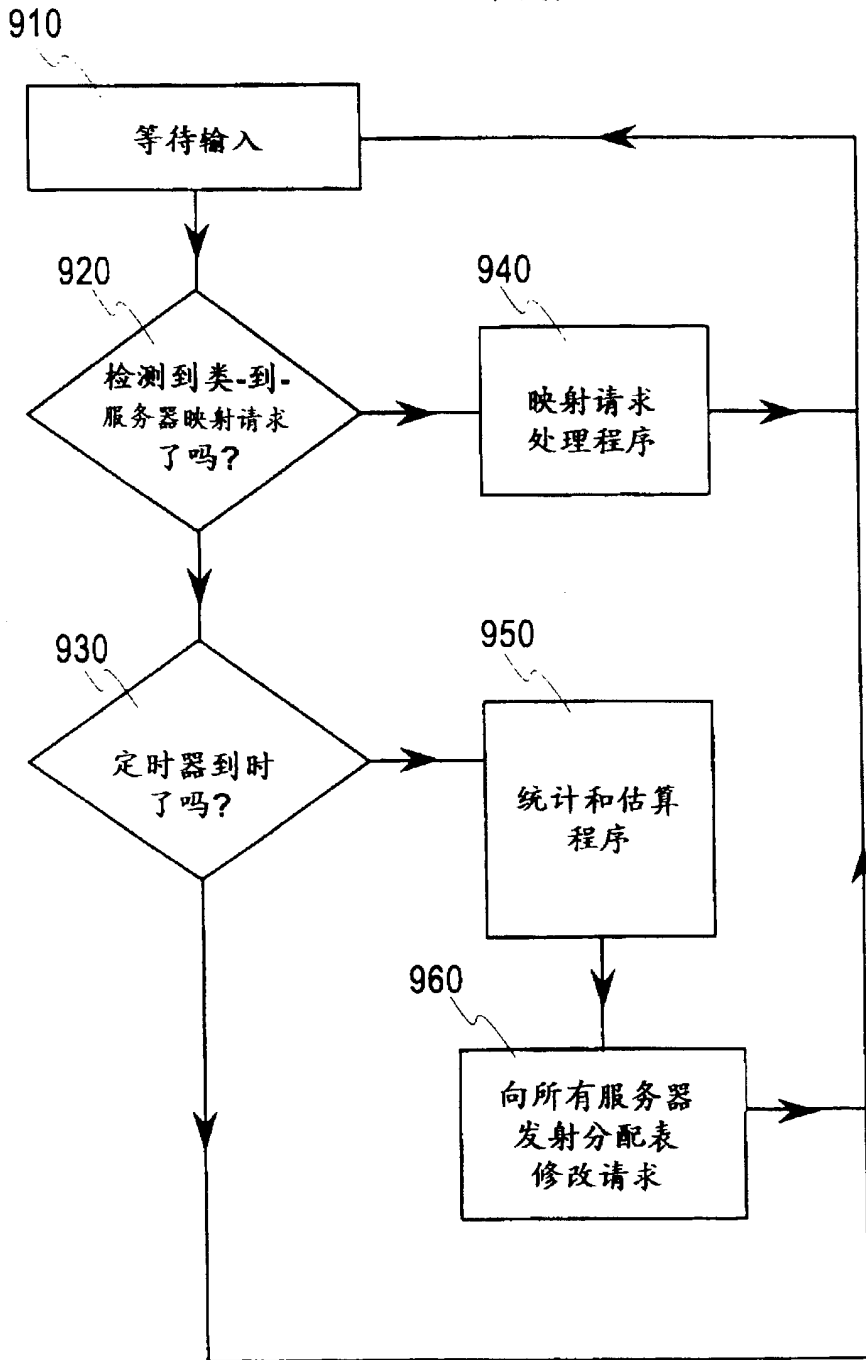 910
等待输入
920
检测到类-到-
服务器映射请求
了吗?
940
映射请求
处理程序
930
定时器到时
了吗?
950
统计和估算
程序
960
向所有服务器
发射分配表
修改请求